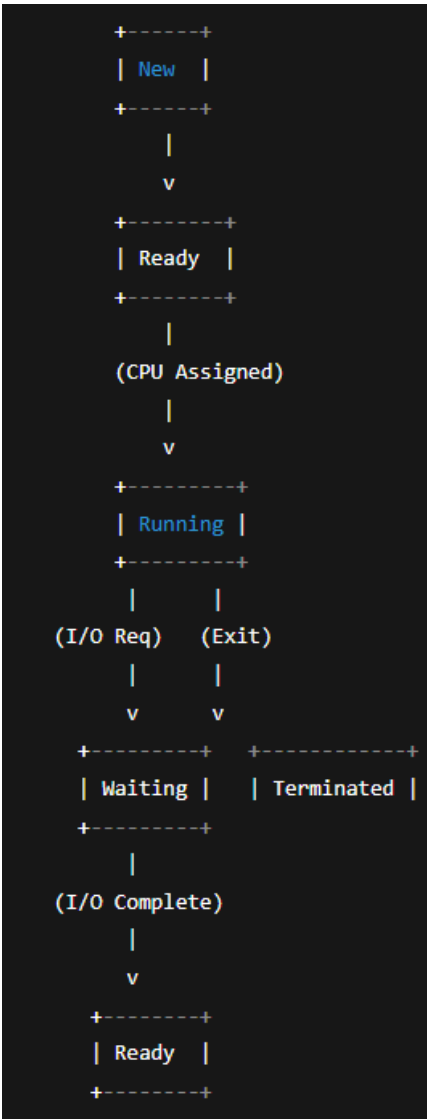 +------+
| New  |
+------+
|
v
+--------+
| Ready  |
+--------+
|
(CPU Assigned)
|
v
+---------+
| Running |
+---------+
|      |
(I/O Req)   (Exit)
|      |
v      v
+---------+   +------------+
| Waiting |   | Terminated |
+---------+
|
(I/O Complete)
|
v
+--------+
| Ready  |
+--------+